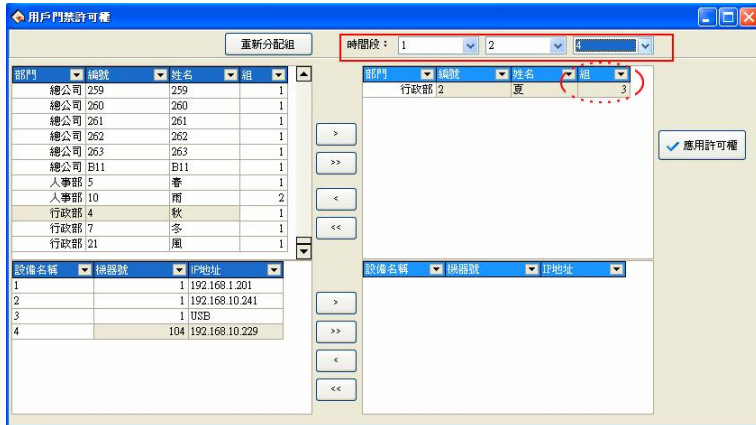 用戶門禁許可權
重新分配組 時間段： 1 2 4
部門 編號 姓名 組
總公司 259 259 1
總公司 260 260 1
總公司 261 261 1
總公司 262 262 1
總公司 263 263 1
總公司 B11 B11 1
人事部 5 春 1
人事部 10 雨 2
行政部 4 秋 1
行政部 7 冬 1
行政部 21 風 1
部門 編號 姓名 組
行政部 2 夏 3
>
>>
<
<<
應用許可權
設備名稱 機器號 IP地址
1 1 192.168.1.201
2 1 192.168.10.241
3 1 USB
4 104 192.168.10.229
>
>>
<
<<
設備名稱 機器號 IP地址